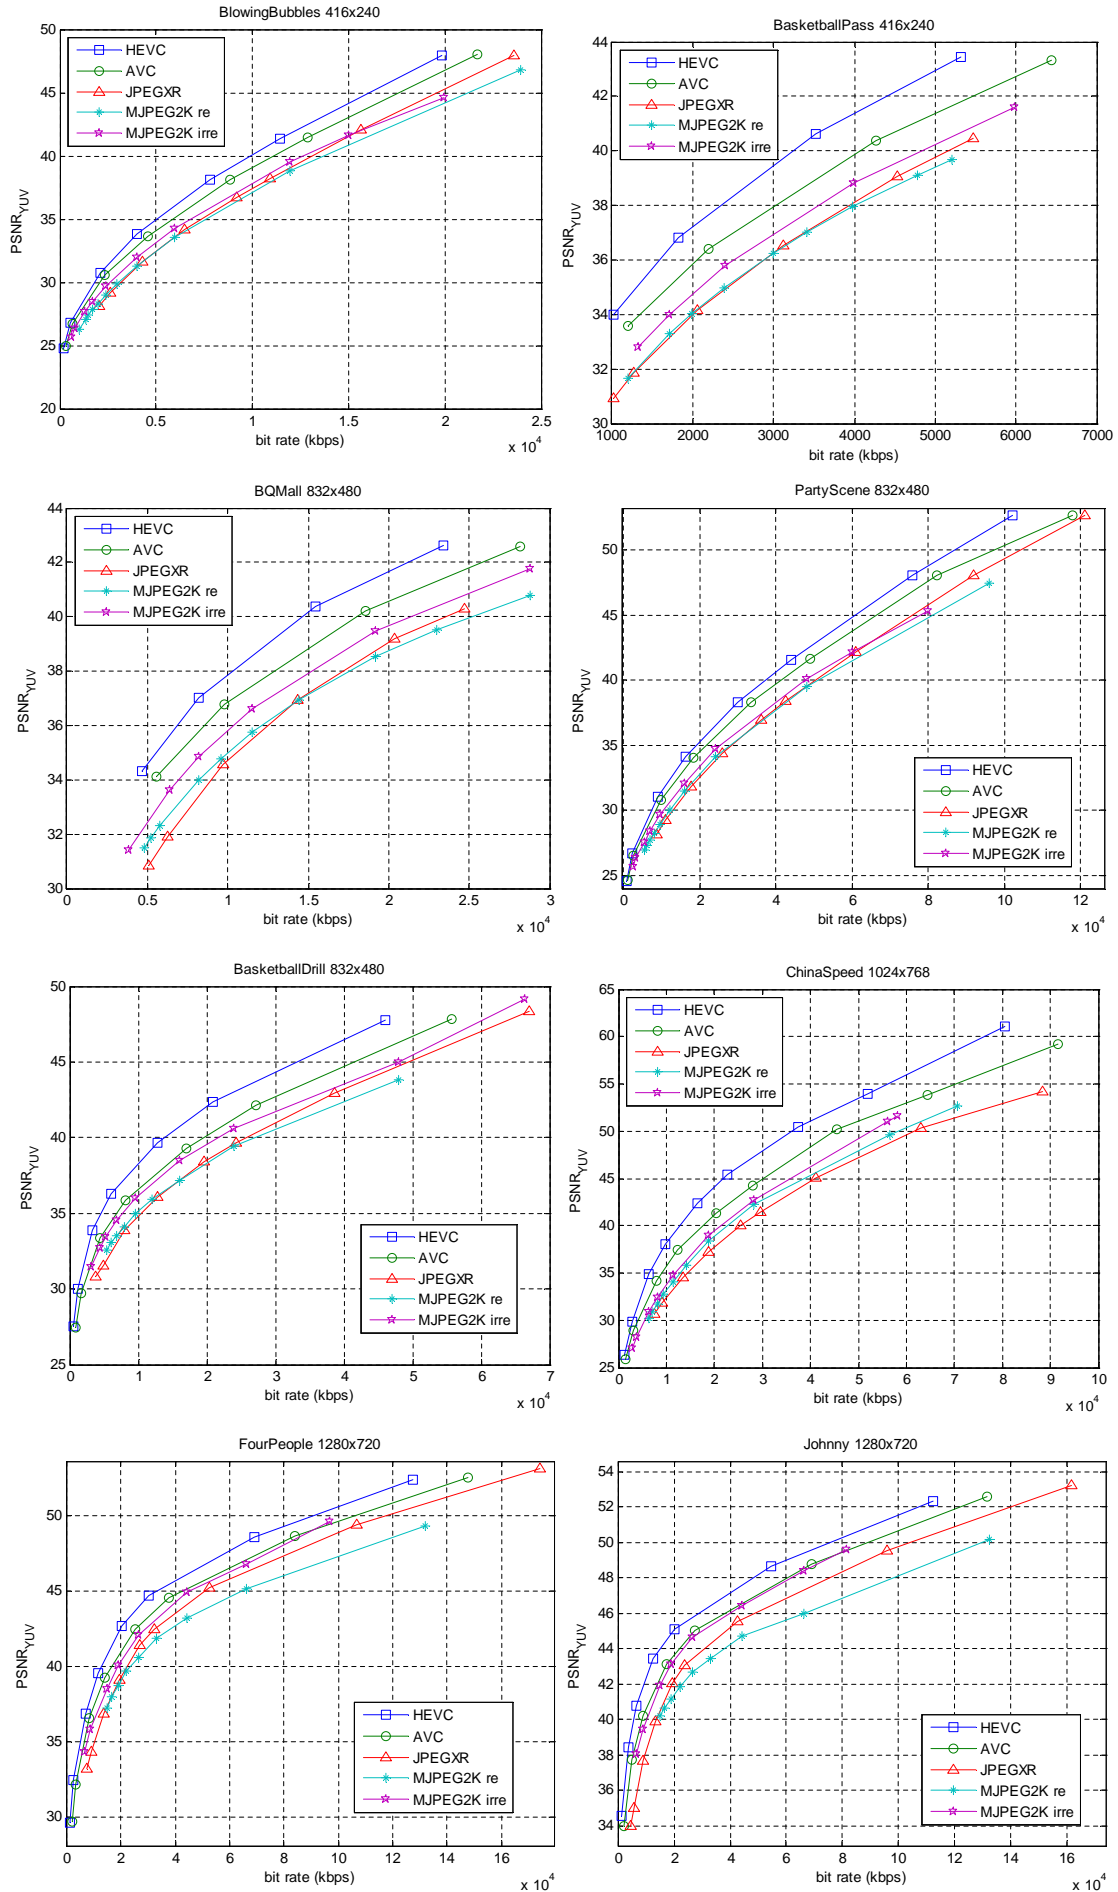 BlowingBubbles 416x240
50
45
40
35
30
25
20
PSNR_YUV
HEVC
AVC
JPEGXR
MJPEG2K re
MJPEG2K irre
0 0.5 1 1.5 2 2.5
bit rate (kbps)
x 10^4
BasketballPass 416x240
44
42
40
38
36
34
32
30
PSNR_YUV
HEVC
AVC
JPEGXR
MJPEG2K re
MJPEG2K irre
1000 2000 3000 4000 5000 6000 7000
bit rate (kbps)
BQMall 832x480
44
42
40
38
36
34
32
30
PSNR_YUV
HEVC
AVC
JPEGXR
MJPEG2K re
MJPEG2K irre
0 0.5 1 1.5 2 2.5 3
bit rate (kbps)
x 10^4
PartyScene 832x480
50
45
40
35
30
25
PSNR_YUV
HEVC
AVC
JPEGXR
MJPEG2K re
MJPEG2K irre
0 2 4 6 8 10 12
bit rate (kbps)
x 10^4
BasketballDrill 832x480
50
45
40
35
30
25
PSNR_YUV
HEVC
AVC
JPEGXR
MJPEG2K re
MJPEG2K irre
0 1 2 3 4 5 6 7
bit rate (kbps)
x 10^4
ChinaSpeed 1024x768
65
60
55
50
45
40
35
30
25
PSNR_YUV
HEVC
AVC
JPEGXR
MJPEG2K re
MJPEG2K irre
0 1 2 3 4 5 6 7 8 9 10
bit rate (kbps)
x 10^4
FourPeople 1280x720
50
45
40
35
30
PSNR_YUV
HEVC
AVC
JPEGXR
MJPEG2K re
MJPEG2K irre
0 2 4 6 8 10 12 14 16
bit rate (kbps)
x 10^4
Johnny 1280x720
54
52
50
48
46
44
42
40
38
36
34
PSNR_YUV
HEVC
AVC
JPEGXR
MJPEG2K re
MJPEG2K irre
0 2 4 6 8 10 12 14 16
bit rate (kbps)
x 10^4